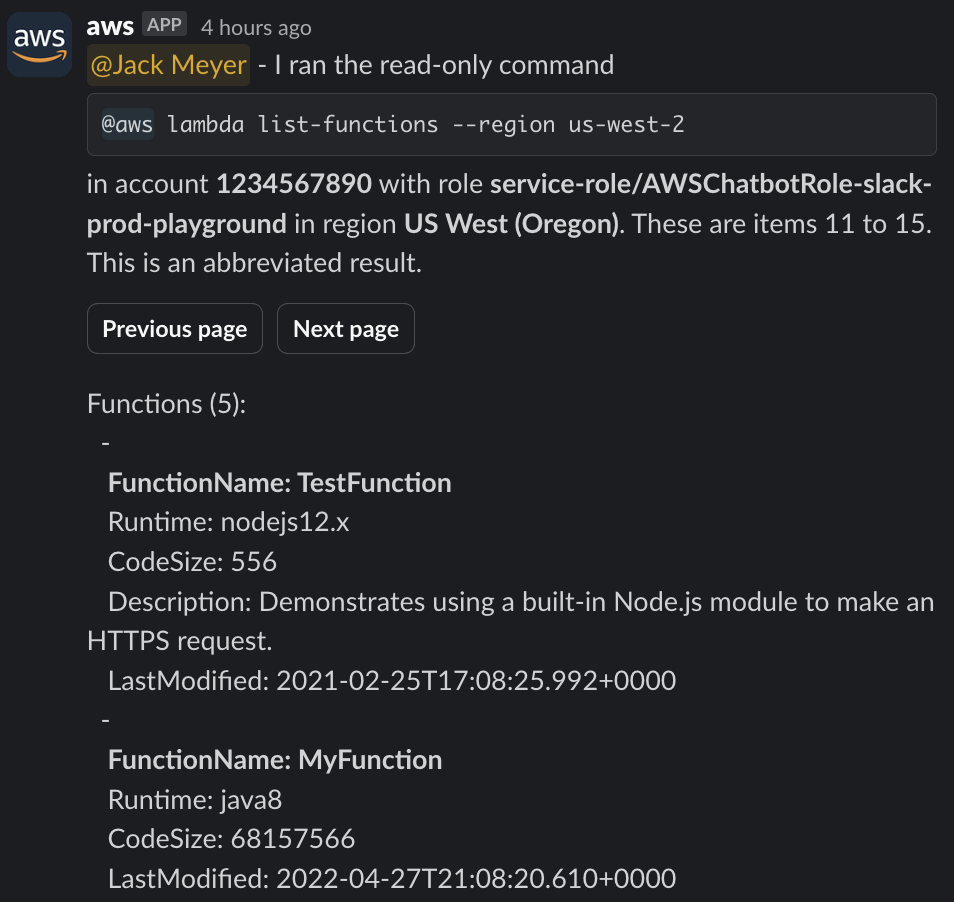 aws
aws APP 4 hours ago
@Jack Meyer - I ran the read-only command
@aws lambda list-functions --region us-west-2
in account 1234567890 with role service-role/AWSChatbotRole-slack-
prod-playground in region US West (Oregon). These are items 11 to 15.
This is an abbreviated result.
Previous page Next page
Functions (5):
-
FunctionName: TestFunction
Runtime: nodejs12.x
CodeSize: 556
Description: Demonstrates using a built-in Node.js module to make an
HTTPS request.
LastModified: 2021-02-25T17:08:25.992+0000
-
FunctionName: MyFunction
Runtime: java8
CodeSize: 68157566
LastModified: 2022-04-27T21:08:20.610+0000